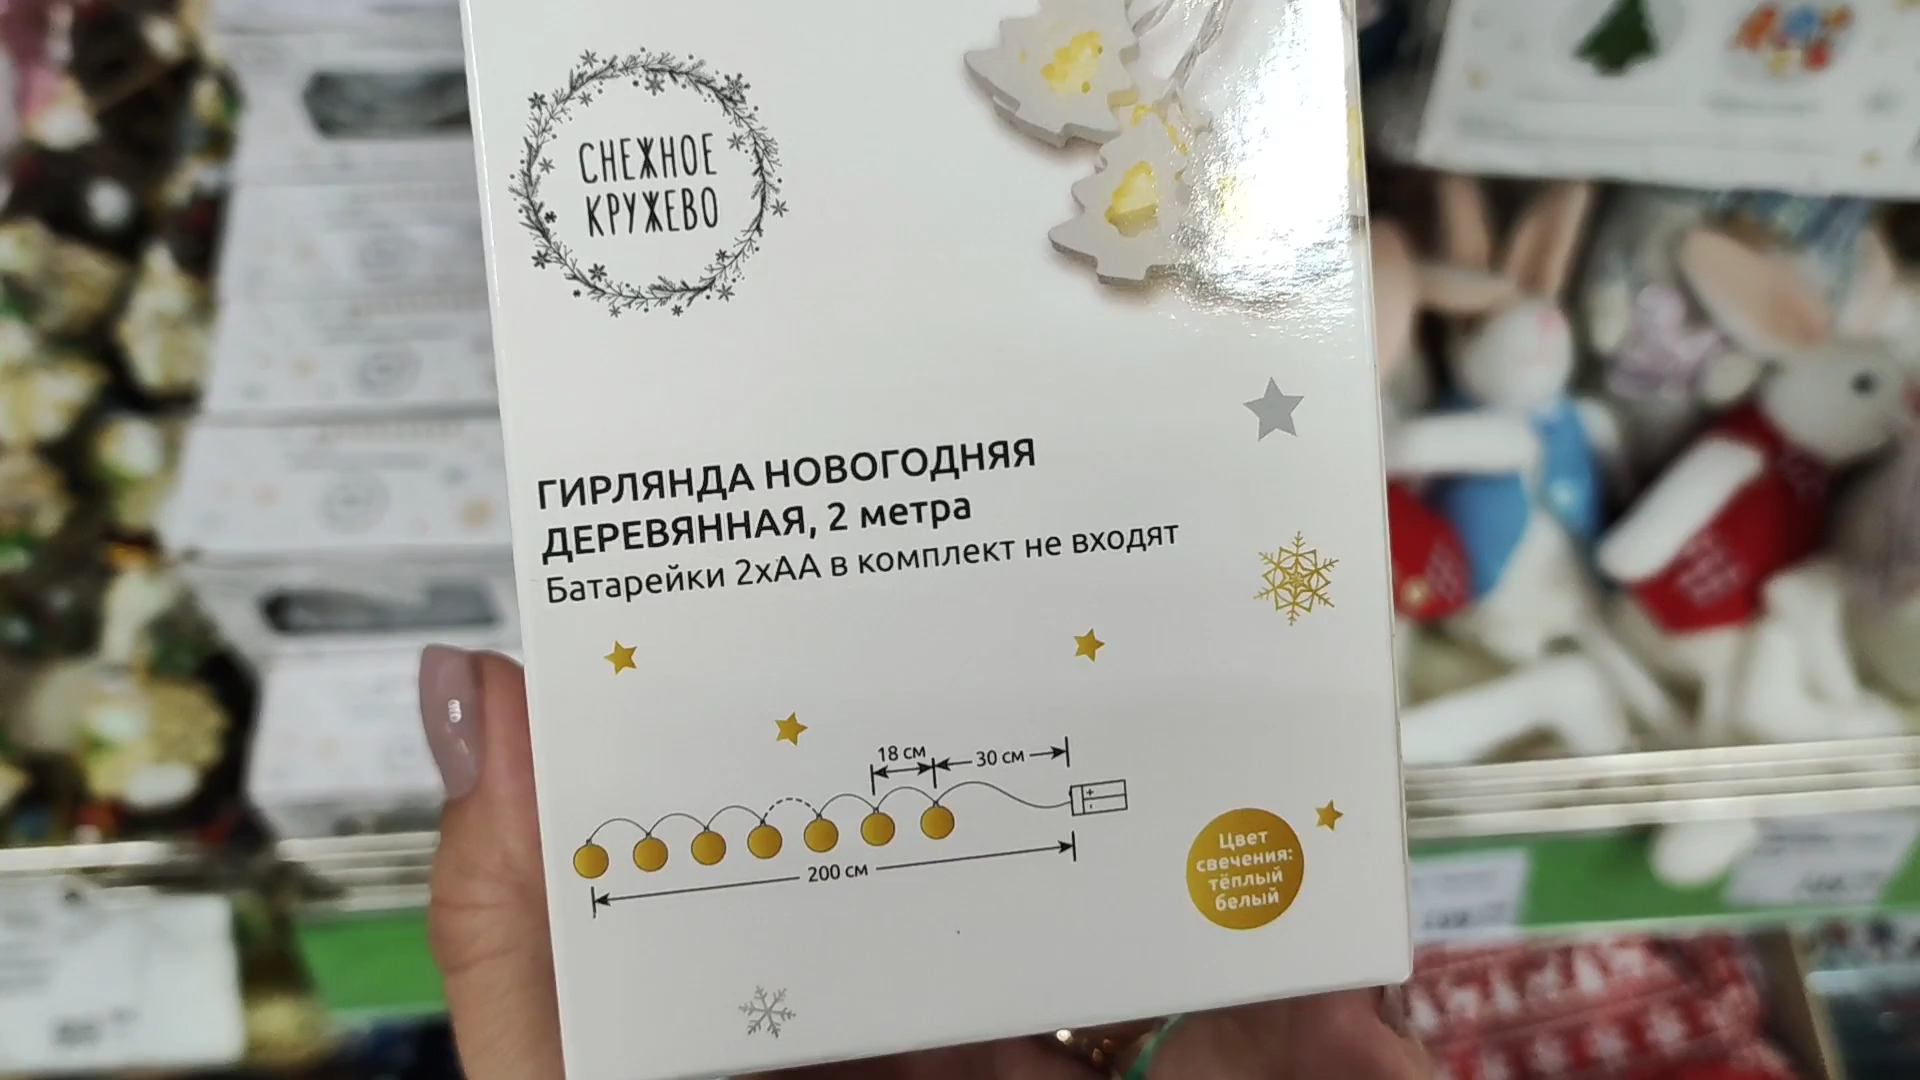 СНЕЖНОЕ
КРУЖЕВО
ГИРЛЯНДА НОВОГОДНЯЯ
ДЕРЕВЯННАЯ, 2 метра
Батарейки 2xАА в комплект не входят
18 см
30 см
+
-
200 см
Цвет
свечения:
тёплый
белый